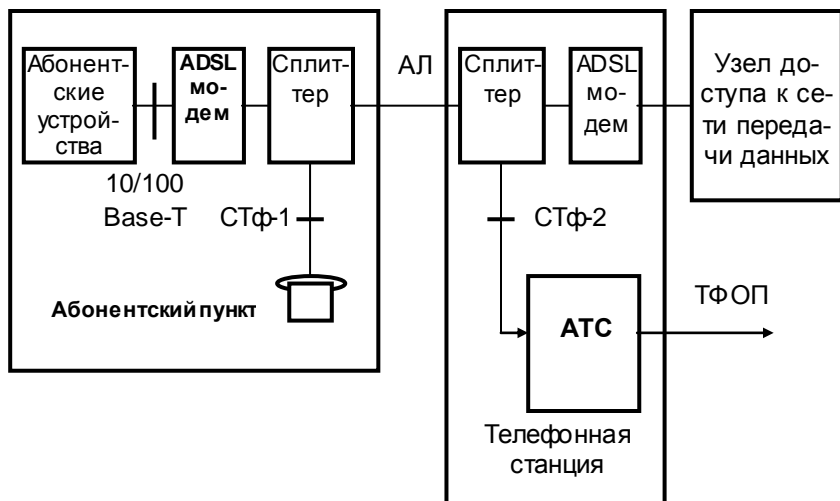 Абонент-
ские
устрой-
ства
ADSL
мо-
дем
Сплит-
тер
АЛ
Сплит-
тер
ADSL
мо-
дем
Узел до-
ступа к се-
ти переда-
чи данных
10/100
Base-T
СТф-1
СТф-2
Абонентский пункт
АТС
ТФОП
Телефонная
станция